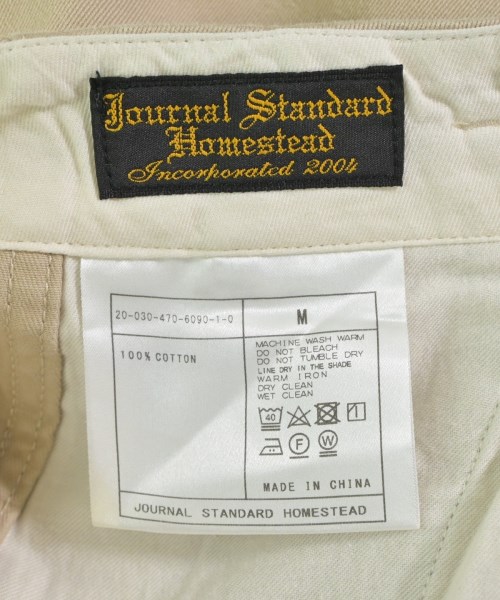 Journal Standard
Homestead
Incorporated 2004
20-030-470-6090-1-0
M
100% COTTON
MACHINE WASH WARM
DO NOT BLEACH
DO NOT TUMBLE DRY
LINE DRY IN THE SHADE
WARM IRON
DRY CLEAN
WET CLEAN
40
F W
MADE IN CHINA
JOURNAL STANDARD HOMESTEAD